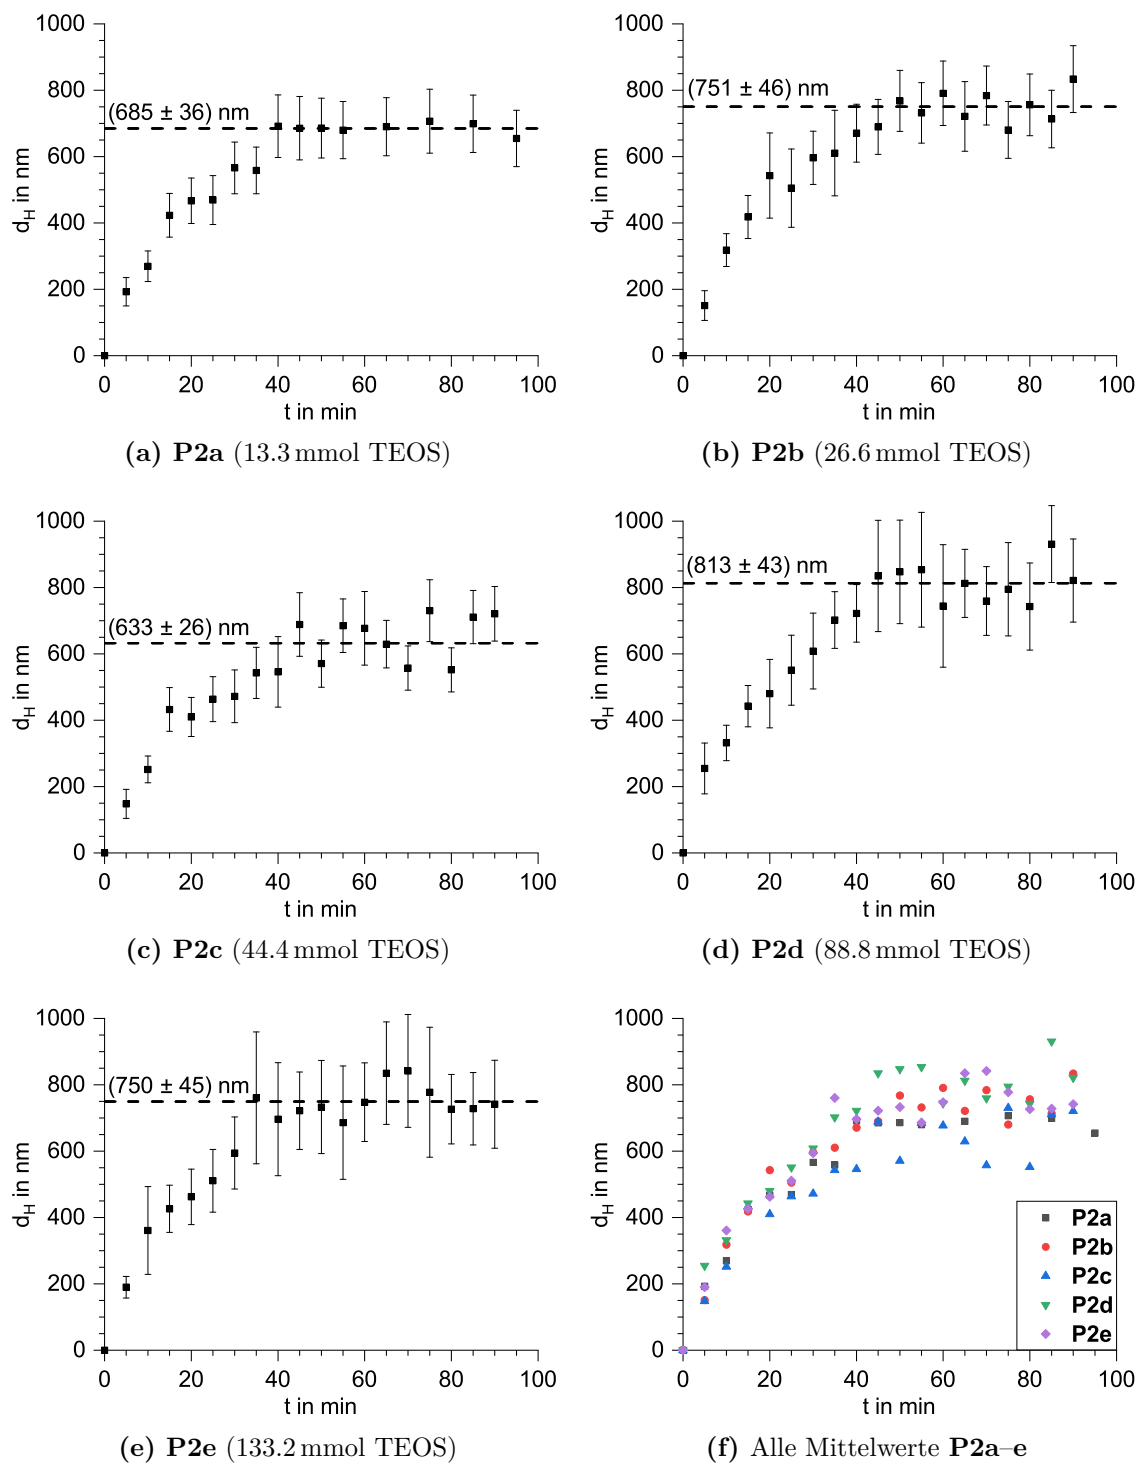 1000
800
600
400
200
0
d_H in nm
(685 ± 36) nm
0 20 40 60 80 100
t in min
(a) P2a (13.3 mmol TEOS)
1000
800
600
400
200
0
d_H in nm
(751 ± 46) nm
0 20 40 60 80 100
t in min
(b) P2b (26.6 mmol TEOS)
1000
800
600
400
200
0
d_H in nm
(633 ± 26) nm
0 20 40 60 80 100
t in min
(c) P2c (44.4 mmol TEOS)
1000
800
600
400
200
0
d_H in nm
(813 ± 43) nm
0 20 40 60 80 100
t in min
(d) P2d (88.8 mmol TEOS)
1000
800
600
400
200
0
d_H in nm
(750 ± 45) nm
0 20 40 60 80 100
t in min
(e) P2e (133.2 mmol TEOS)
1000
800
600
400
200
0
d_H in nm
P2a
P2b
P2c
P2d
P2e
0 20 40 60 80 100
t in min
(f) Alle Mittelwerte P2a–e